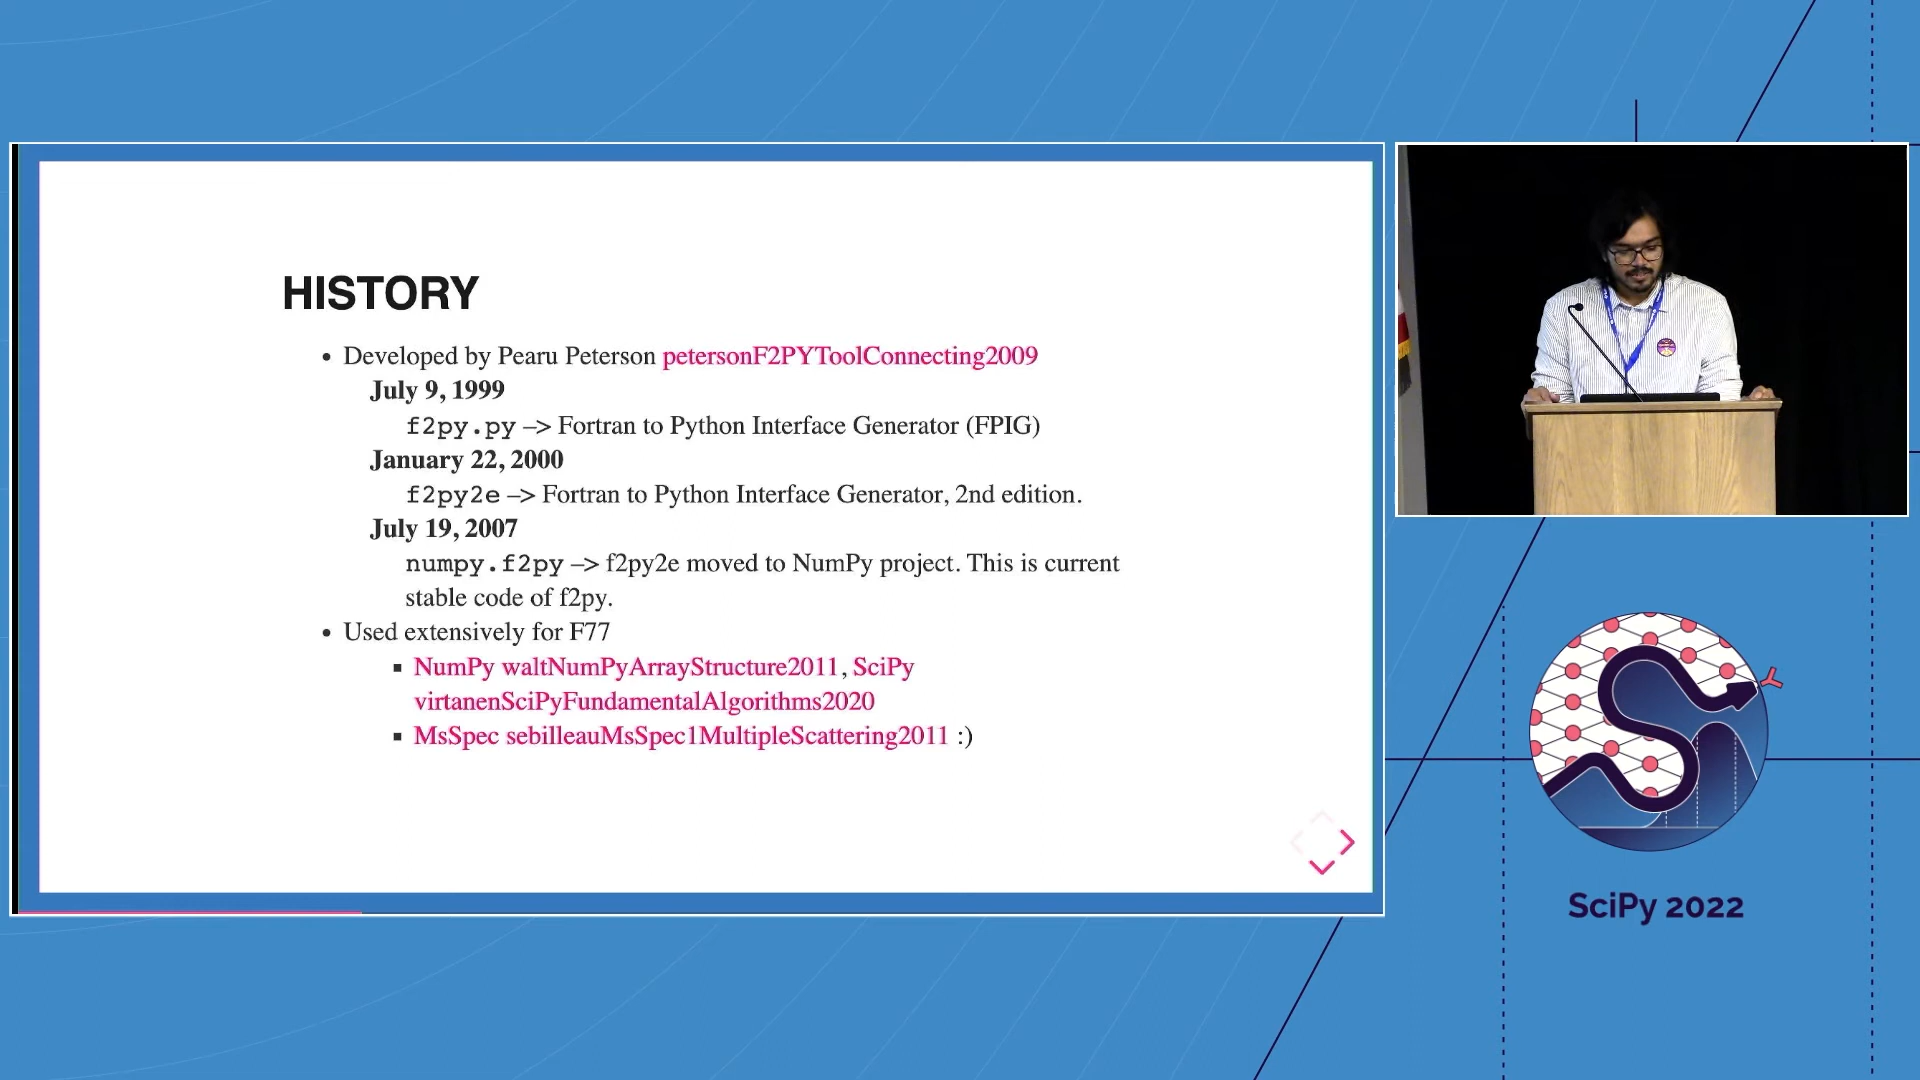 HISTORY
• Developed by Pearu Peterson petersonF2PYToolConnecting2009
July 9, 1999
f2py.py –> Fortran to Python Interface Generator (FPIG)
January 22, 2000
f2py2e –> Fortran to Python Interface Generator, 2nd edition.
July 19, 2007
numpy.f2py –> f2py2e moved to NumPy project. This is current
stable code of f2py.
• Used extensively for F77
▪ NumPy waltNumPyArrayStructure2011, SciPy
virtanenSciPyFundamentalAlgorithms2020
▪ MsSpec sebilleauMsSpec1MultipleScattering2011 :)
SciPy 2022